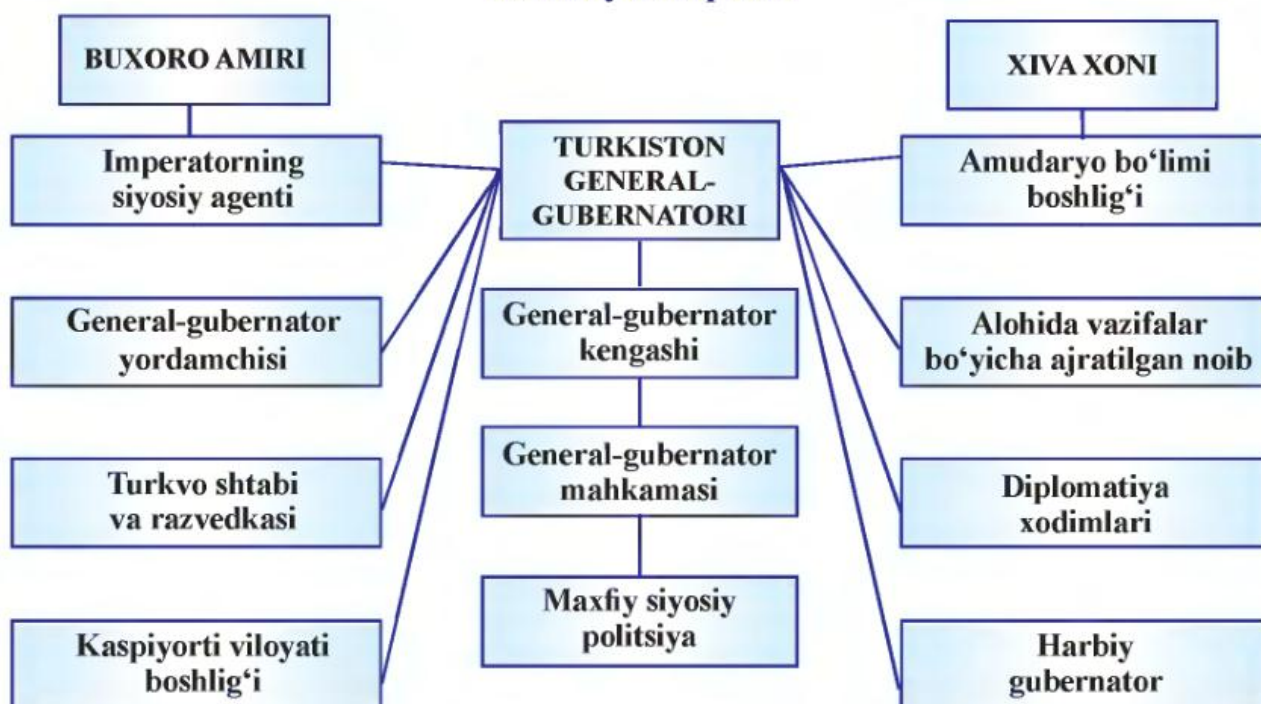 BUXORO AMIRI
Imperatorning
siyosiy agenti
General-gubernator
yordamchisi
Turkvo shtabi
va razvedkasi
Kaspiyorti viloyati
boshlig‘i
TURKISTON
GENERAL-
GUBERNATORI
General-gubernator
kengashi
General-gubernator
mahkamasi
Maxfiy siyosiy
politsiya
XIVA XONI
Amudaryo bo‘limi
boshlig‘i
Alohida vazifalar
bo‘yicha ajratilgan noib
Diplomatiya
xodimlari
Harbiy
gubernator